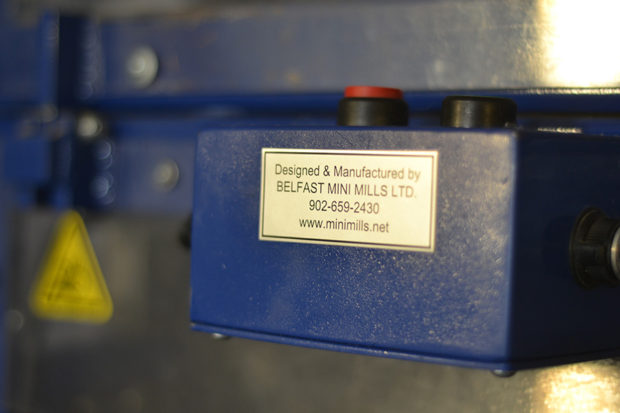 Designed & Manufactured by
BELFAST MINI MILLS LTD.
902-659-2430
www.minimills.net